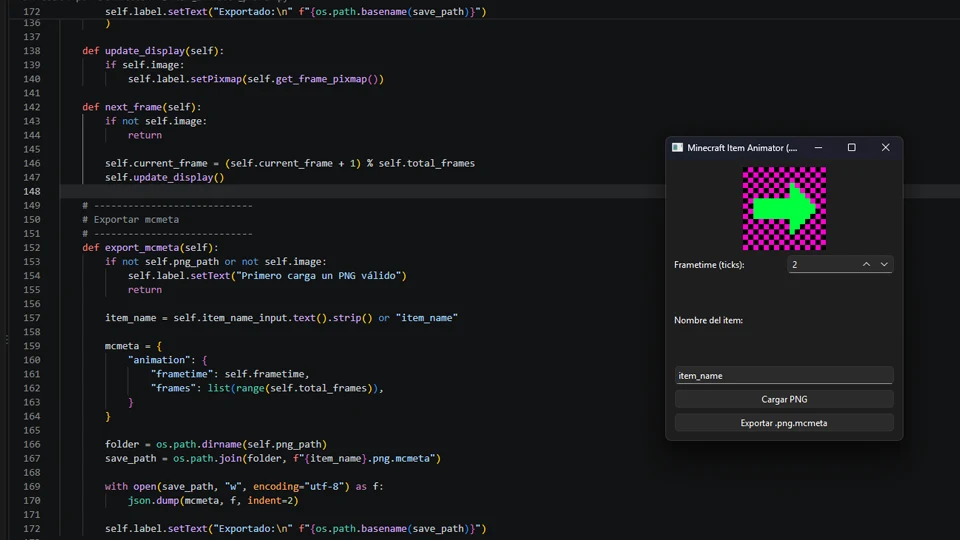 172 self.label.setText("Exportado:\n" f"{os.path.basename(save_path)}")
136 )
137
138 def update_display(self):
139 if self.image:
140 self.label.setPixmap(self.get_frame_pixmap())
141
142 def next_frame(self):
143 if not self.image:
144 return
145
146 self.current_frame = (self.current_frame + 1) % self.total_frames
147 self.update_display()
148
149 # ----------------------------
150 # Exportar mcmeta
151 # ----------------------------
152 def export_mcmeta(self):
153 if not self.png_path or not self.image:
154 self.label.setText("Primero carga un PNG válido")
155 return
156
157 item_name = self.item_name_input.text().strip() or "item_name"
158
159 mcmeta = {
160 "animation": {
161 "frametime": self.frametime,
162 "frames": list(range(self.total_frames)),
163 }
164 }
165
166 folder = os.path.dirname(self.png_path)
167 save_path = os.path.join(folder, f"{item_name}.png.mcmeta")
168
169 with open(save_path, "w", encoding="utf-8") as f:
170 json.dump(mcmeta, f, indent=2)
171
172 self.label.setText("Exportado:\n" f"{os.path.basename(save_path)}")
Minecraft Item Animator (....
Frametime (ticks): 2
Nombre del item:
item_name
Cargar PNG
Exportar .png.mcmeta